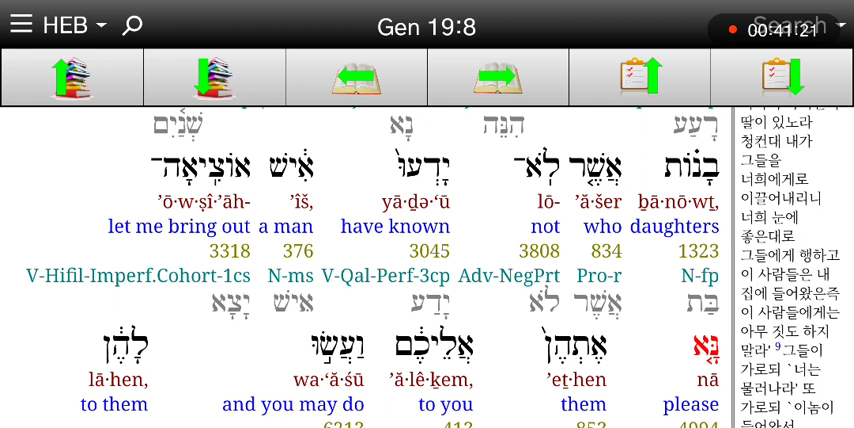 HEB
Gen 19:8
00:41:21
רָעַע הִנֵּה נָא שְׁנַ֫יִם
בָנ֗וֹת אֲשֶׁ֤ר לֹֽא־ יָדְעוּ֙ אִ֔ישׁ אוֹצִֽיאָה־
ḇā·nō·wṯ, ’ă·šer lō- yā·ḏə·‘ū ’îš, ’ō·w·ṣî·’āh-
daughters who not have known a man let me bring out
1323 834 3808 3045 376 3318
N-fp Pro-r Adv-NegPrt V-Qal-Perf-3cp N-ms V-Hifil-Imperf.Cohort-1cs
בַּת אֲשֶׁר לֹא יָדַע אִישׁ יָצָא
נָּ֤א אֶתְהֶן֙ אֲלֵיכֶ֔ם וַעֲשׂ֣וּ לָהֶ֔ן
nā ’eṯ·hen ’ă·lê·ḵem, wa·‘ă·śū lā·hen,
please them to you and you may do to them
딸이 있노라
청컨대 내가
그들을
너희에게로
이끌어내리니
너희 눈에
좋은대로
그들에게 행하고
이 사람들은 내
집에 들어왔은즉
이 사람들에게는
아무 짓도 하지
말라' 9 그들이
가로되 `너는
물러나라' 또
가로되 `이놈이